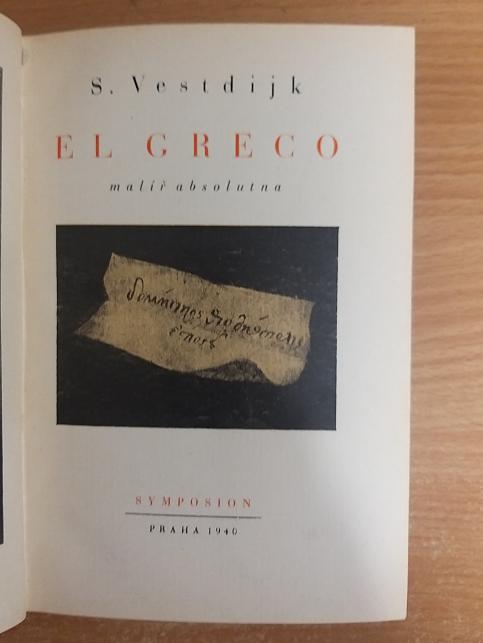 S. Vestdijk
EL GRECO
malíř absolutna
SYMPOSION
PRAHA 1940